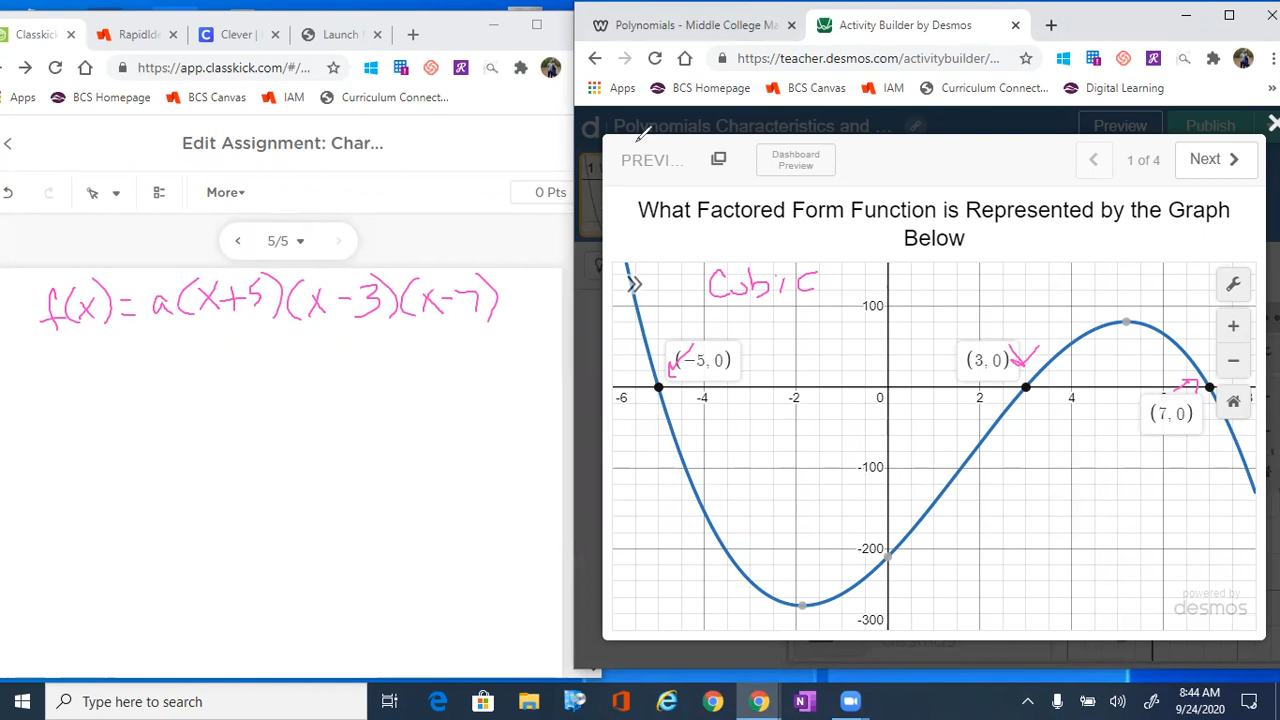 Classkick. ×
RapidIde ×
Clever | ×
Launch ×
https://app.classkick.com/#/...
Apps BCS Homepage BCS Canvas IAM Curriculum Connect...
Edit Assignment: Char...
More▾
0 Pts
5/5 ▾
f(x) = a(x+5)(x-3)(x-7)
Polynomials - Middle College Ma ×
Activity Builder by Desmos ×
https://teacher.desmos.com/activitybuilder/...
Apps BCS Homepage BCS Canvas IAM Curriculum Connect... Digital Learning »
d Polynomials Characteristics and ... Preview Publish
PREVI... Dashboard Preview 1 of 4 Next
What Factored Form Function is Represented by the Graph
Below
Cubic
100
(−5, 0)
(3, 0)
-6 -4 -2 0 2 4
(7, 0)
-100
-200
-300
powered by
desmos
Type here to search
8:44 AM
9/24/2020